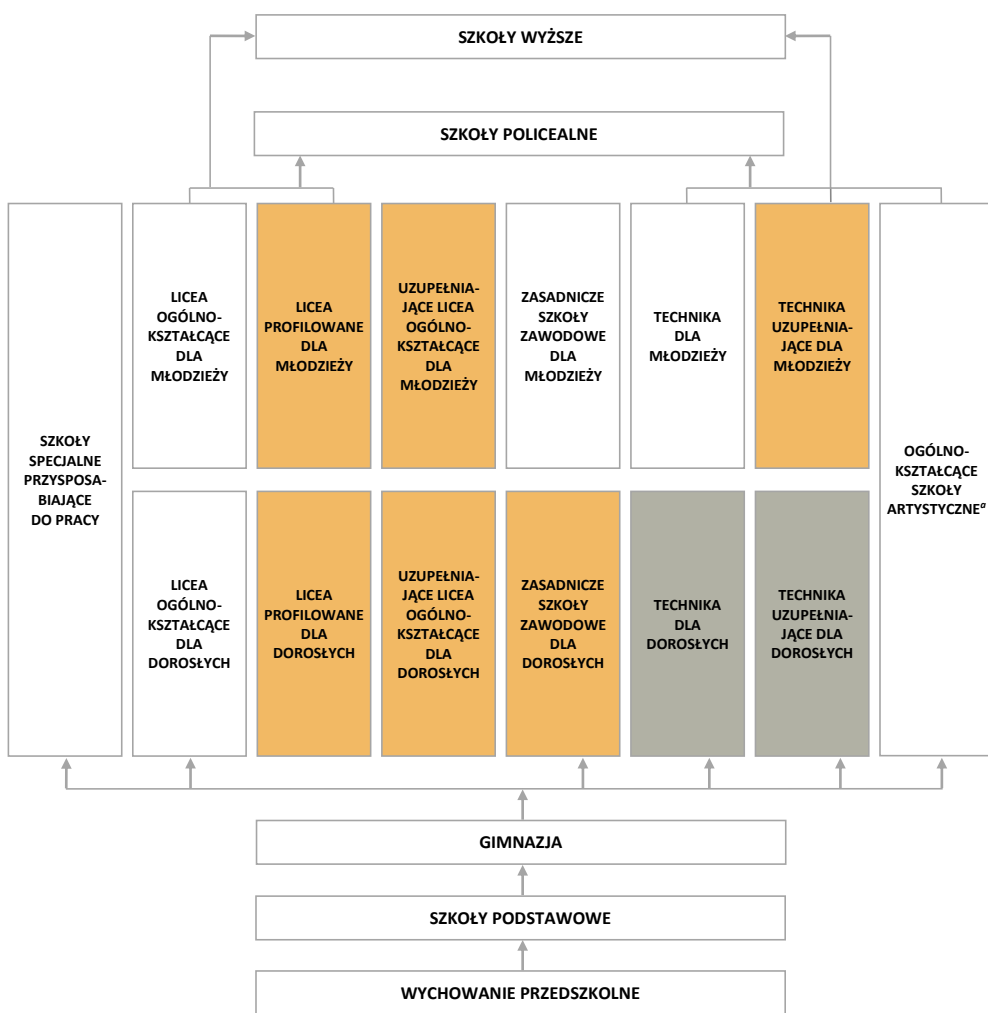 SZKOŁY WYŻSZE
SZKOŁY POLICEALNE
SZKOŁY
SPECJALNE
PRZYSPOSA-
BIAJĄCE
DO PRACY
LICEA
OGÓLNO-
KSZTAŁCĄCE
DLA
MŁODZIEŻY
LICEA
PROFILOWANE
DLA
MŁODZIEŻY
UZUPEŁNIA-
JĄCE LICEA
OGÓLNO-
KSZTAŁCĄCE
DLA
MŁODZIEŻY
ZASADNICZE
SZKOŁY
ZAWODOWE
DLA
MŁODZIEŻY
TECHNIKA
DLA
MŁODZIEŻY
TECHNIKA
UZUPEŁNIA-
JĄCE DLA
MŁODZIEŻY
OGÓLNO-
KSZTAŁCĄCE
SZKOŁY
ARTYSTYCZNEᵃ
LICEA
OGÓLNO-
KSZTAŁCĄCE
DLA
DOROSŁYCH
LICEA
PROFILOWANE
DLA
DOROSŁYCH
UZUPEŁNIA-
JĄCE LICEA
OGÓLNO-
KSZTAŁCĄCE
DLA
DOROSŁYCH
ZASADNICZE
SZKOŁY
ZAWODOWE
DLA
DOROSŁYCH
TECHNIKA
DLA
DOROSŁYCH
TECHNIKA
UZUPEŁNIA-
JĄCE DLA
DOROSŁYCH
GIMNAZJA
SZKOŁY PODSTAWOWE
WYCHOWANIE PRZEDSZKOLNE